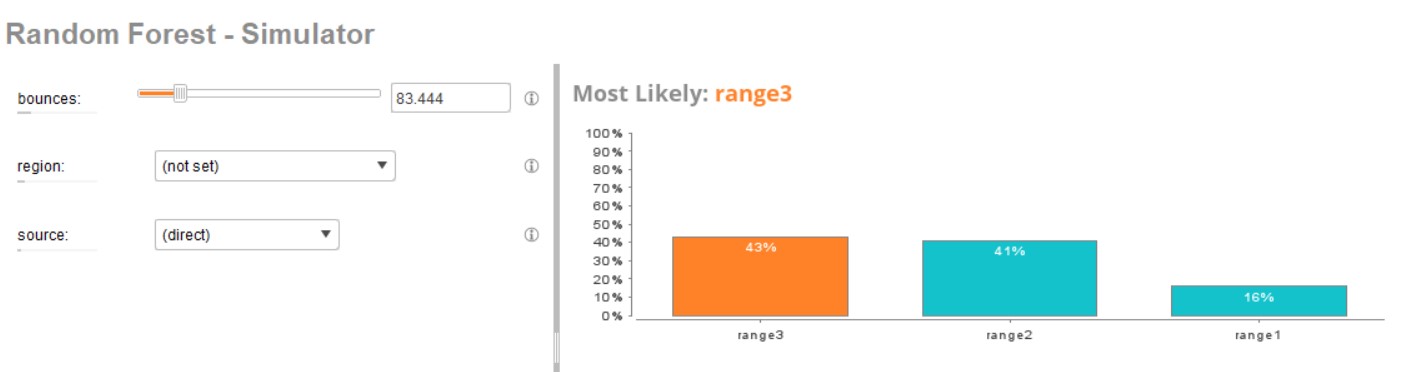 Random Forest - Simulator
bounces:
83.444
region:
(not set)
source:
(direct)
Most Likely: range3
100%
90%
80%
70%
60%
50%
40%
30%
20%
10%
0%
43%
41%
16%
range3
range2
range1